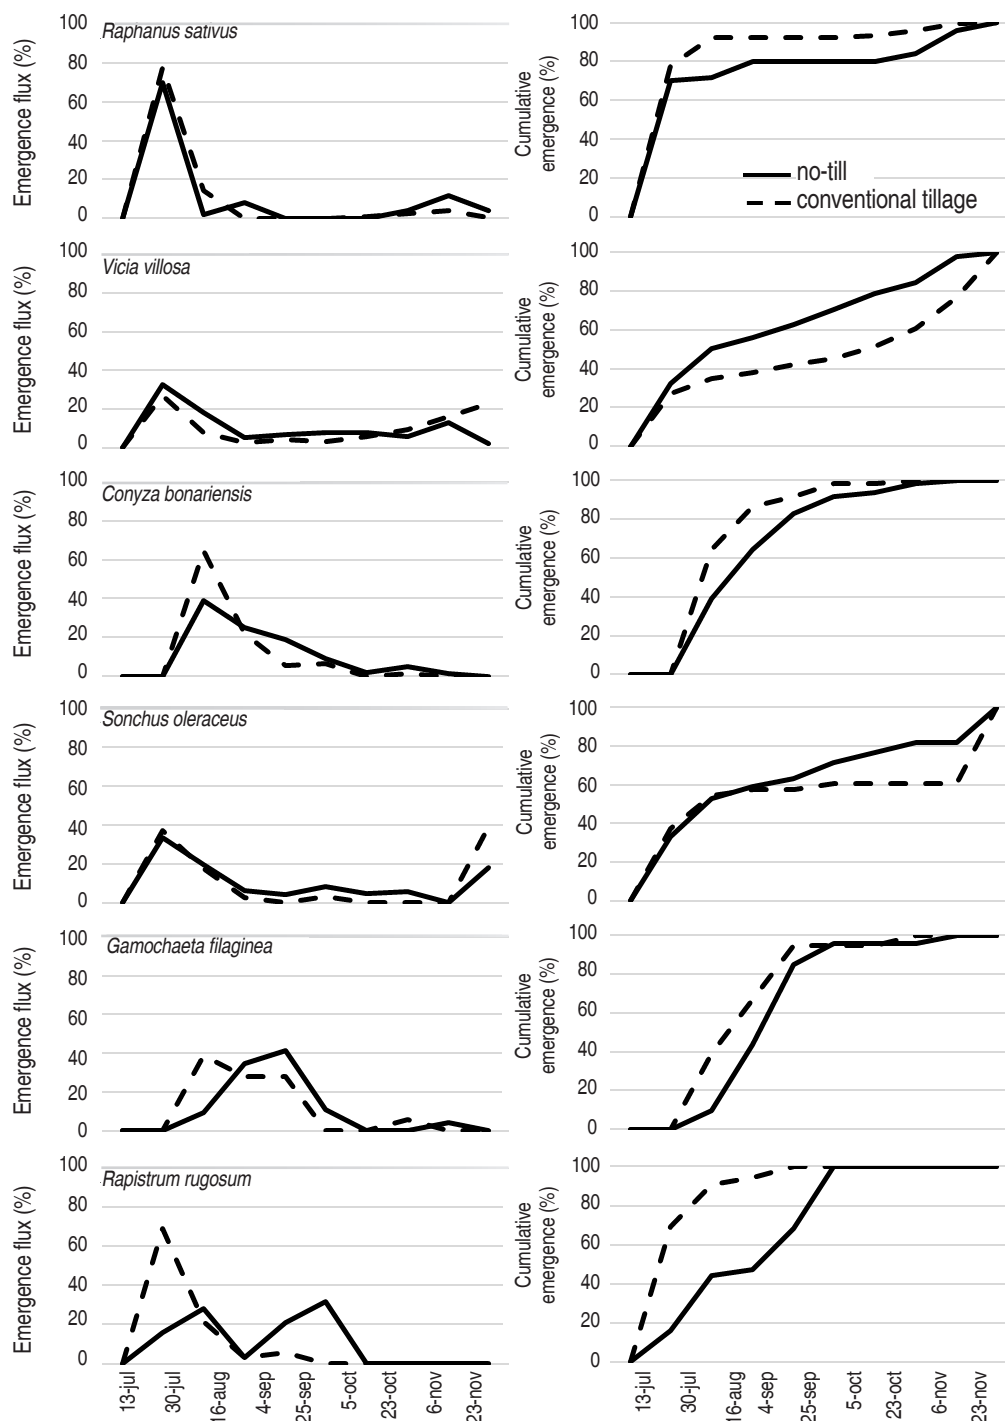 Raphanus sativus
Emergence flux (%)
100
80
60
40
20
0
Cumulative
emergence (%)
100
80
60
40
20
0
no-till
conventional tillage
Vicia villosa
Emergence flux (%)
100
80
60
40
20
0
Cumulative
emergence (%)
100
80
60
40
20
0
Conyza bonariensis
Emergence flux (%)
100
80
60
40
20
0
Cumulative
emergence (%)
100
80
60
40
20
0
Sonchus oleraceus
Emergence flux (%)
100
80
60
40
20
0
Cumulative
emergence (%)
100
80
60
40
20
0
Gamochaeta filaginea
Emergence flux (%)
100
80
60
40
20
0
Cumulative
emergence (%)
100
80
60
40
20
0
Rapistrum rugosum
Emergence flux (%)
100
80
60
40
20
0
Cumulative
emergence (%)
100
80
60
40
20
0
13-jul
30-jul
16-aug
4-sep
25-sep
5-oct
23-oct
6-nov
23-nov
13-jul
30-jul
16-aug
4-sep
25-sep
5-oct
23-oct
6-nov
23-nov